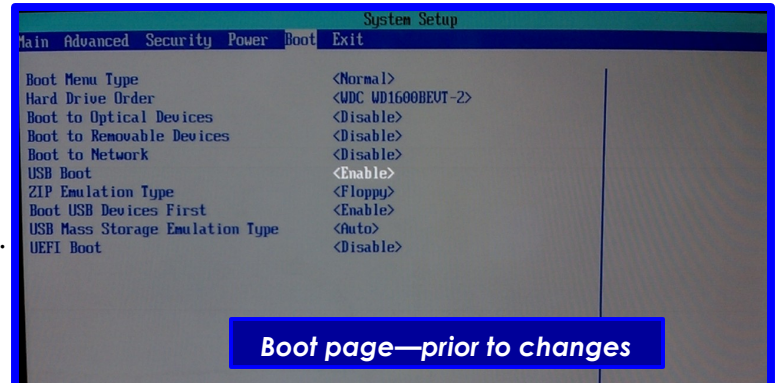 System Setup
Main Advanced Security Power Boot Exit
Boot Menu Type <Normal>
Hard Drive Order <WDC WD1600BEVT-2>
Boot to Optical Devices <Disable>
Boot to Removable Devices <Disable>
Boot to Network <Disable>
USB Boot <Enable>
ZIP Emulation Type <Floppy>
Boot USB Devices First <Enable>
USB Mass Storage Emulation Type <Auto>
UEFI Boot <Disable>
.
Boot page—prior to changes